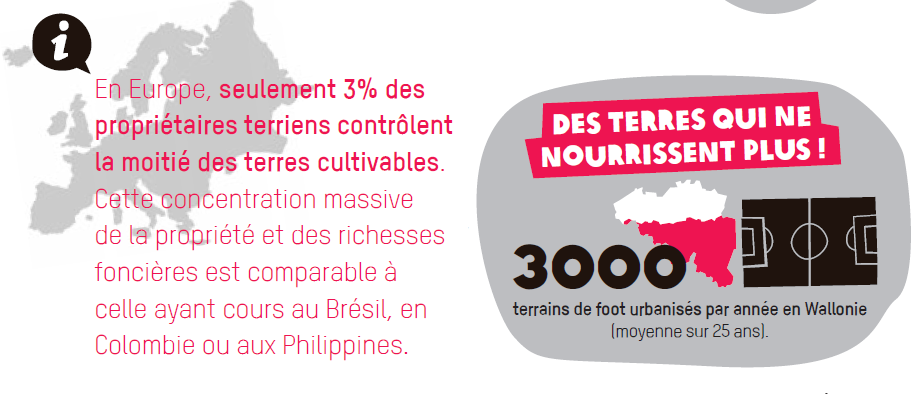 i
En Europe, seulement 3% des
propriétaires terriens contrôlent
la moitié des terres cultivables.
Cette concentration massive
de la propriété et des richesses
foncières est comparable à
celle ayant cours au Brésil, en
Colombie ou aux Philippines.
DES TERRES QUI NE
NOURRISSENT PLUS !
3000
terrains de foot urbanisés par année en Wallonie
(moyenne sur 25 ans).